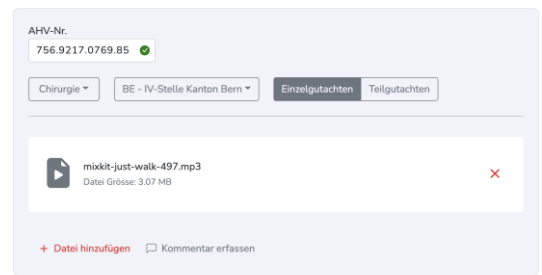 AHV-Nr.
756.9217.0769.85
Chirurgie BE - IV-Stelle Kanton Bern Einzelgutachten Teilgutachten
mixkit-just-walk-497.mp3
Datei Grösse: 3.07 MB
+ Datei hinzufügen Kommentar erfassen